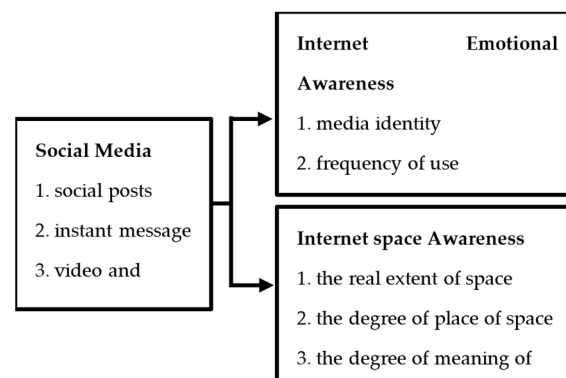 Social Media
1. social posts
2. instant message
3. video and
Internet Emotional
Awareness
1. media identity
2. frequency of use
Internet space Awareness
1. the real extent of space
2. the degree of place of space
3. the degree of meaning of